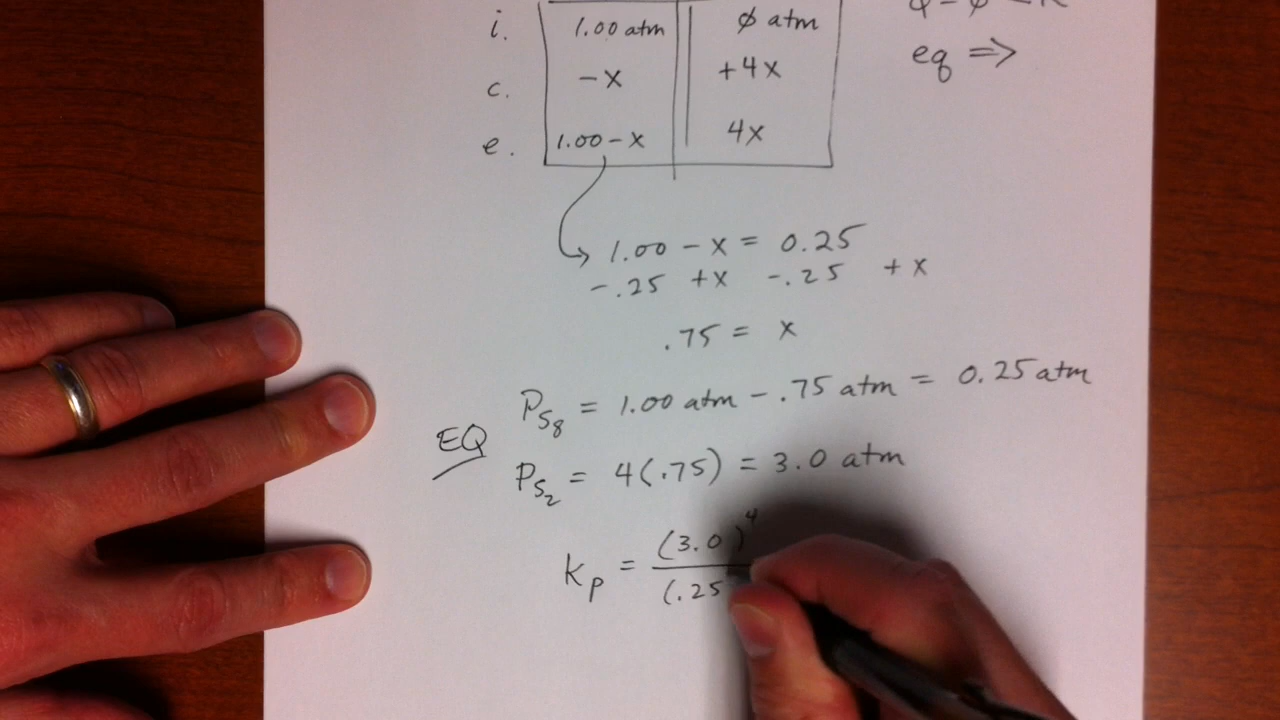 i. 1.00 atm ∅ atm
eq ⇒
c. -x +4x
e. 1.00 - x 4x
1.00 - x = 0.25
-.25 +x -.25 +x
.75 = x
P_S₈ = 1.00 atm - .75 atm = 0.25 atm
EQ
P_S₂ = 4(.75) = 3.0 atm
Kp = (3.0)⁴
(.25